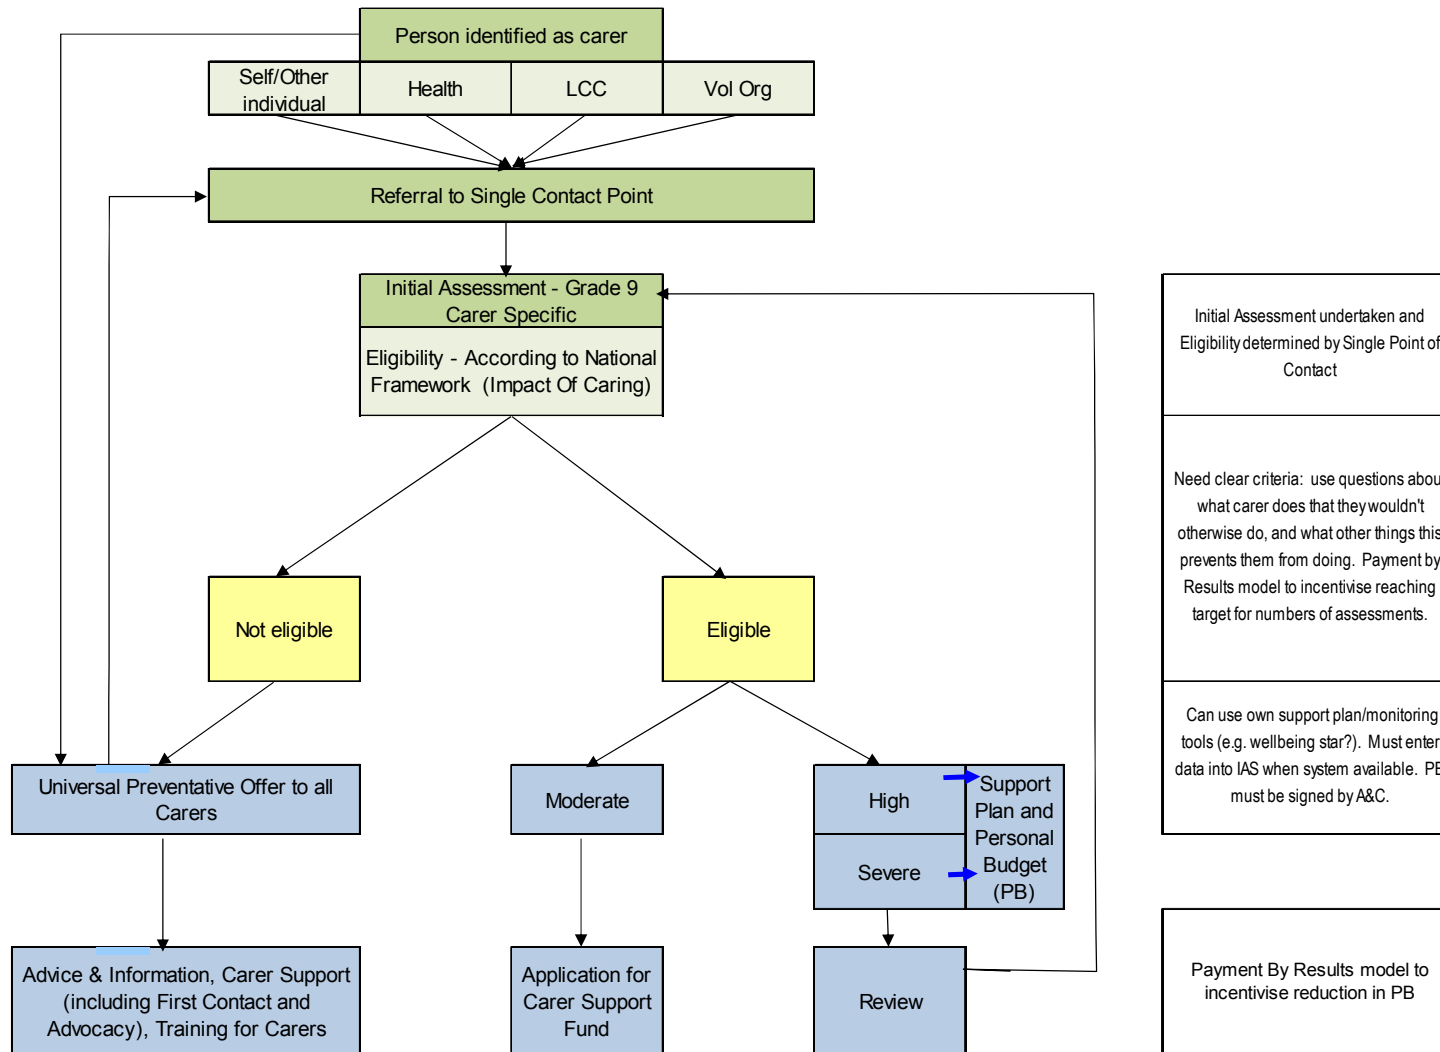 Person identified as carer
Self/Other
individual
Health
LCC
Vol Org
Referral to Single Contact Point
Initial Assessment - Grade 9
Carer Specific
Eligibility - According to National
Framework (Impact Of Caring)
Initial Assessment undertaken and
Eligibility determined by Single Point of
Contact
Need clear criteria: use questions abou
what carer does that they wouldn't
otherwise do, and what other things this
prevents them from doing. Payment by
Results model to incentivise reaching
target for numbers of assessments.
Not eligible
Eligible
Can use own support plan/monitoring
tools (e.g. wellbeing star?). Must enter
data into IAS when system available. PB
must be signed by A&C.
Universal Preventative Offer to all
Carers
Moderate
High
Severe
Support
Plan and
Personal
Budget
(PB)
Advice & Information, Carer Support
(including First Contact and
Advocacy), Training for Carers
Application for
Carer Support
Fund
Review
Payment By Results model to
incentivise reduction in PB